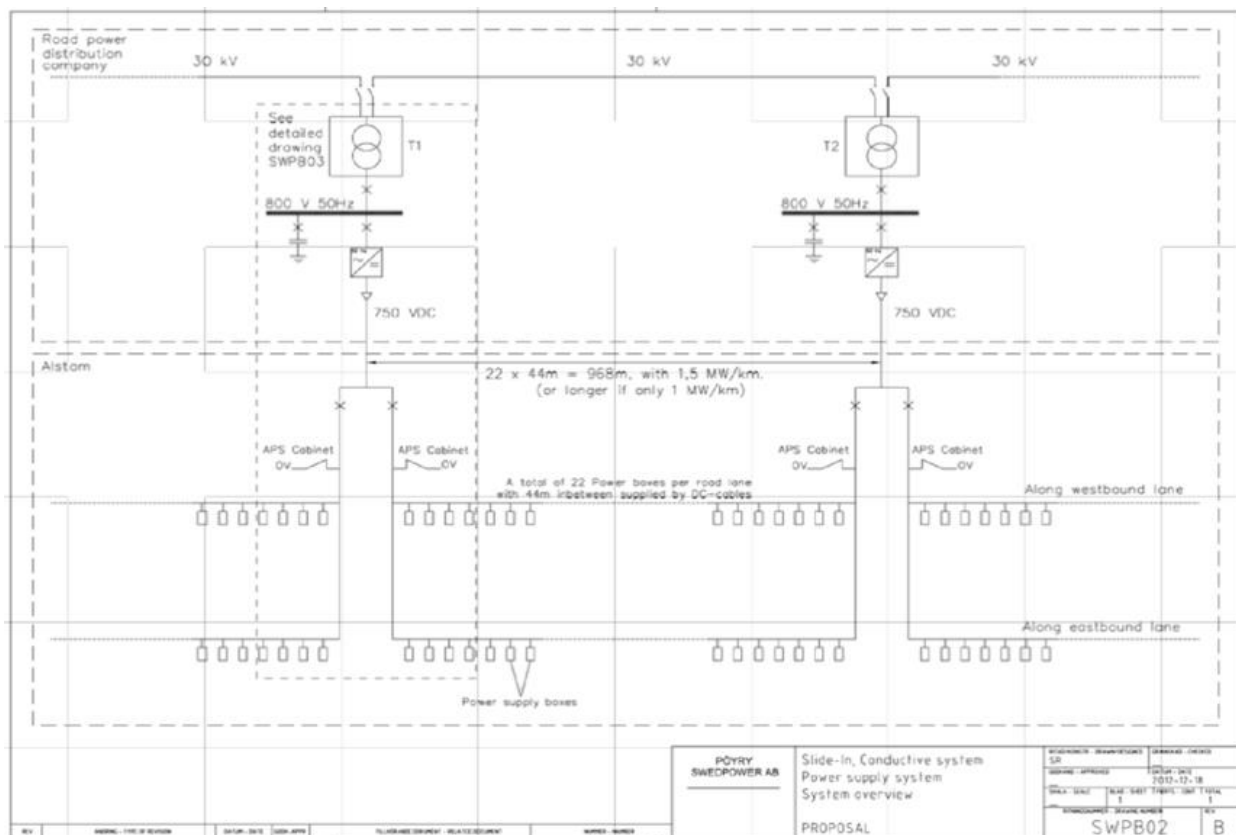 Road power
distribution
company
30 kV
30 kV
30 kV
See
detailed
drawing
SWPB03
T1
T2
800 V 50Hz
800 V 50Hz
750 VDC
750 VDC
Alstom
22 x 44m = 968m, with 1,5 MW/km.
(or longer if only 1 MW/km)
APS Cabinet
0V
APS Cabinet
0V
APS Cabinet
0V
APS Cabinet
0V
A total of 22 Power boxes per road lane
with 44m inbetween supplied by DC-cables
Along westbound lane
Along eastbound lane
Power supply boxes
PÖYRY
SWEDPOWER AB
Slide-In, Conductive system
Power supply system
System overview
PROPOSAL
SR
2012-12-18
1
1
SWPB02
REV
B